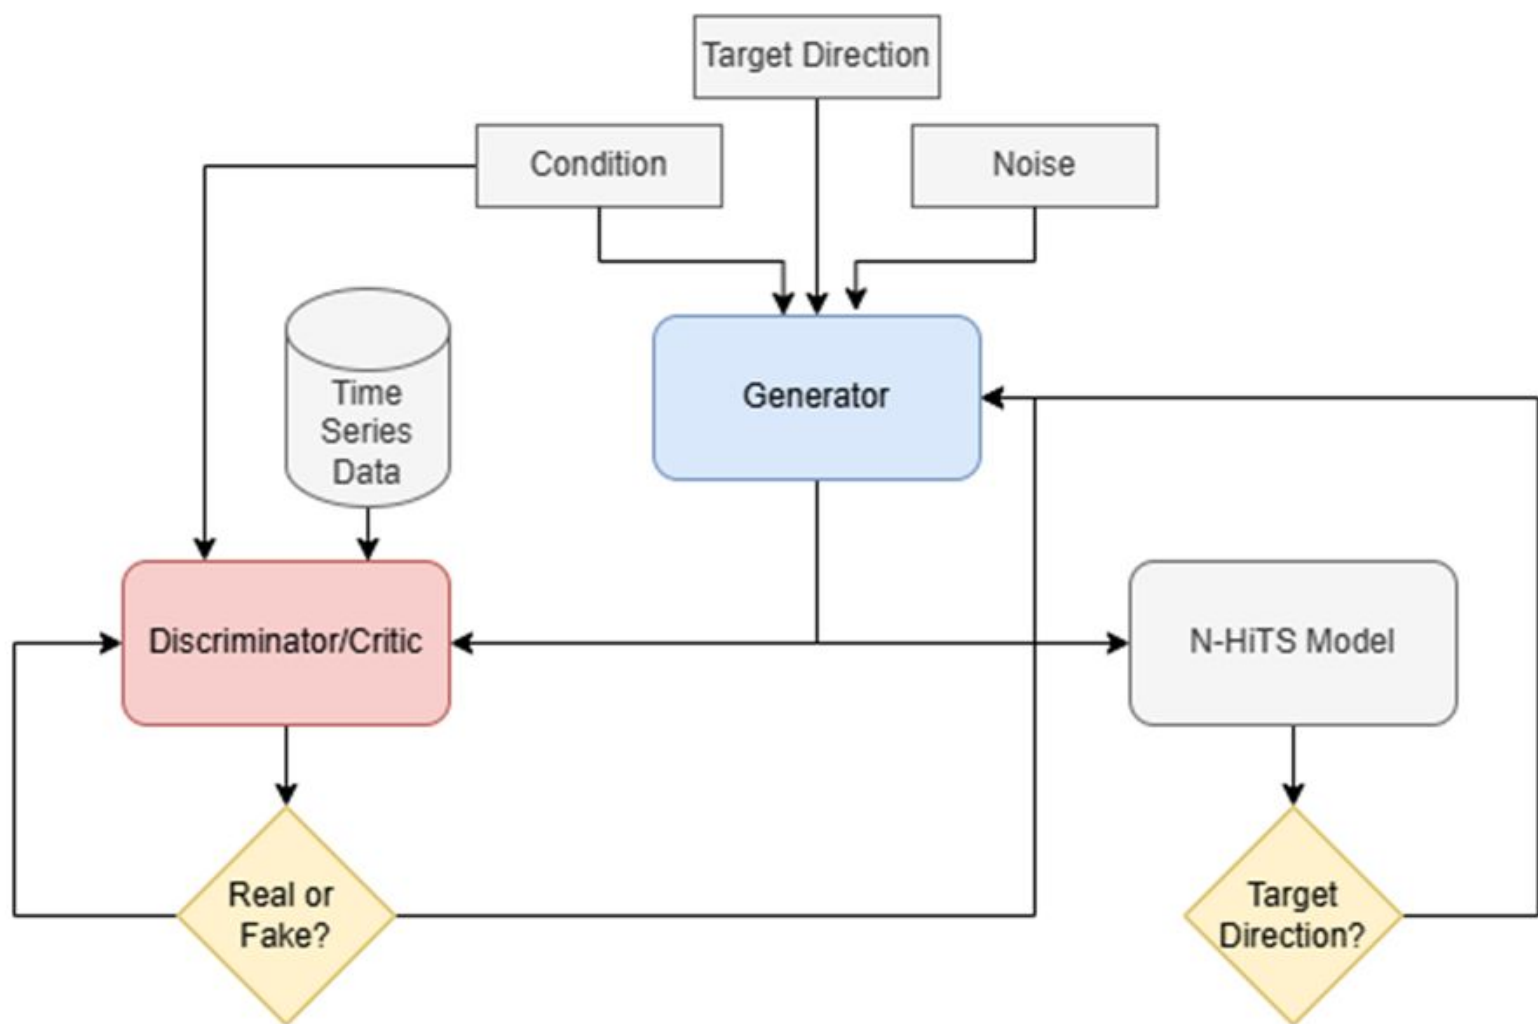 Target Direction
Condition
Noise
Time
Series
Data
Generator
Discriminator/Critic
N-HiTS Model
Real or
Fake?
Target
Direction?